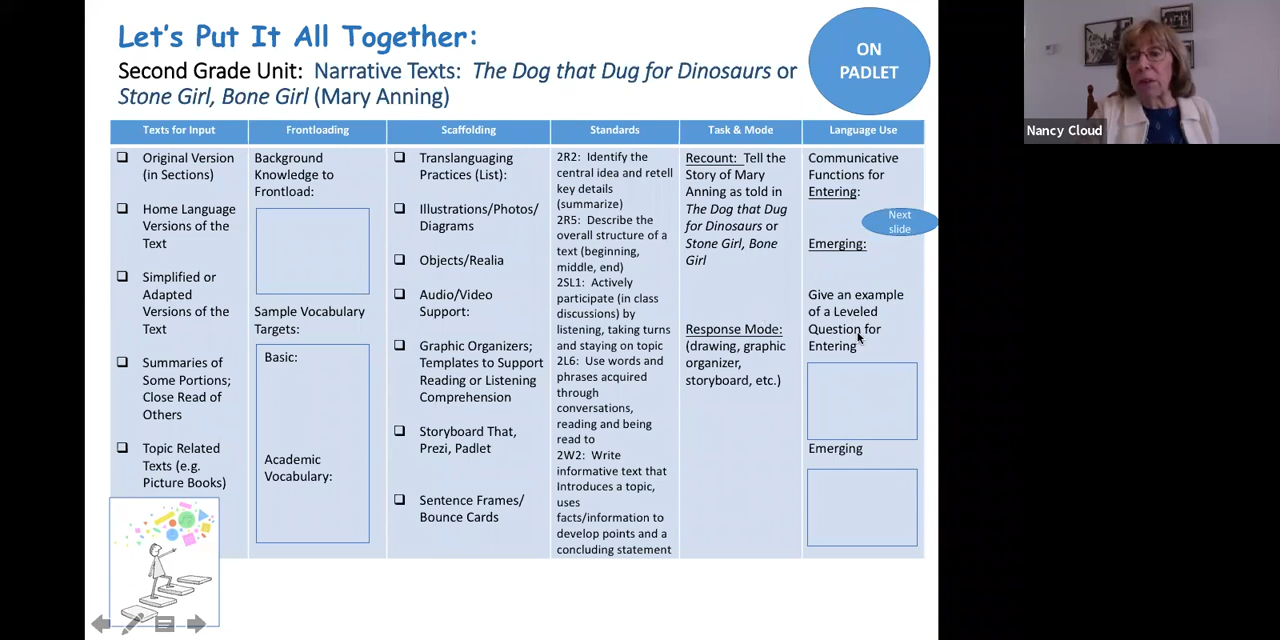 Let's Put It All Together:
Second Grade Unit: Narrative Texts: The Dog that Dug for Dinosaurs or
Stone Girl, Bone Girl (Mary Anning)
ON
PADLET
Nancy Cloud
Texts for Input
Original Version
(in Sections)
Home Language
Versions of the
Text
Simplified or
Adapted
Versions of the
Text
Summaries of
Some Portions;
Close Read of
Others
Topic Related
Texts (e.g.
Picture Books)
Frontloading
Background
Knowledge to
Frontload:
Sample Vocabulary
Targets:
Basic:
Academic
Vocabulary:
Scaffolding
Translanguaging
Practices (List):
Illustrations/Photos/
Diagrams
Objects/Realia
Audio/Video
Support:
Graphic Organizers;
Templates to Support
Reading or Listening
Comprehension
Storyboard That,
Prezi, Padlet
Sentence Frames/
Bounce Cards
Standards
2R2: Identify the
central idea and retell
key details
(summarize)
2R5: Describe the
overall structure of a
text (beginning,
middle, end)
2SL1: Actively
participate (in class
discussions) by
listening, taking turns
and staying on topic
2L6: Use words and
phrases acquired
through
conversations,
reading and being
read to
2W2: Write
informative text that
Introduces a topic,
uses
facts/information to
develop points and a
concluding statement
Task & Mode
Recount: Tell the
Story of Mary
Anning as told in
The Dog that Dug
for Dinosaurs or
Stone Girl, Bone
Girl
Response Mode:
(drawing, graphic
organizer,
storyboard, etc.)
Language Use
Communicative
Functions for
Entering:
Next
slide
Emerging:
Give an example
of a Leveled
Question for
Entering
Emerging